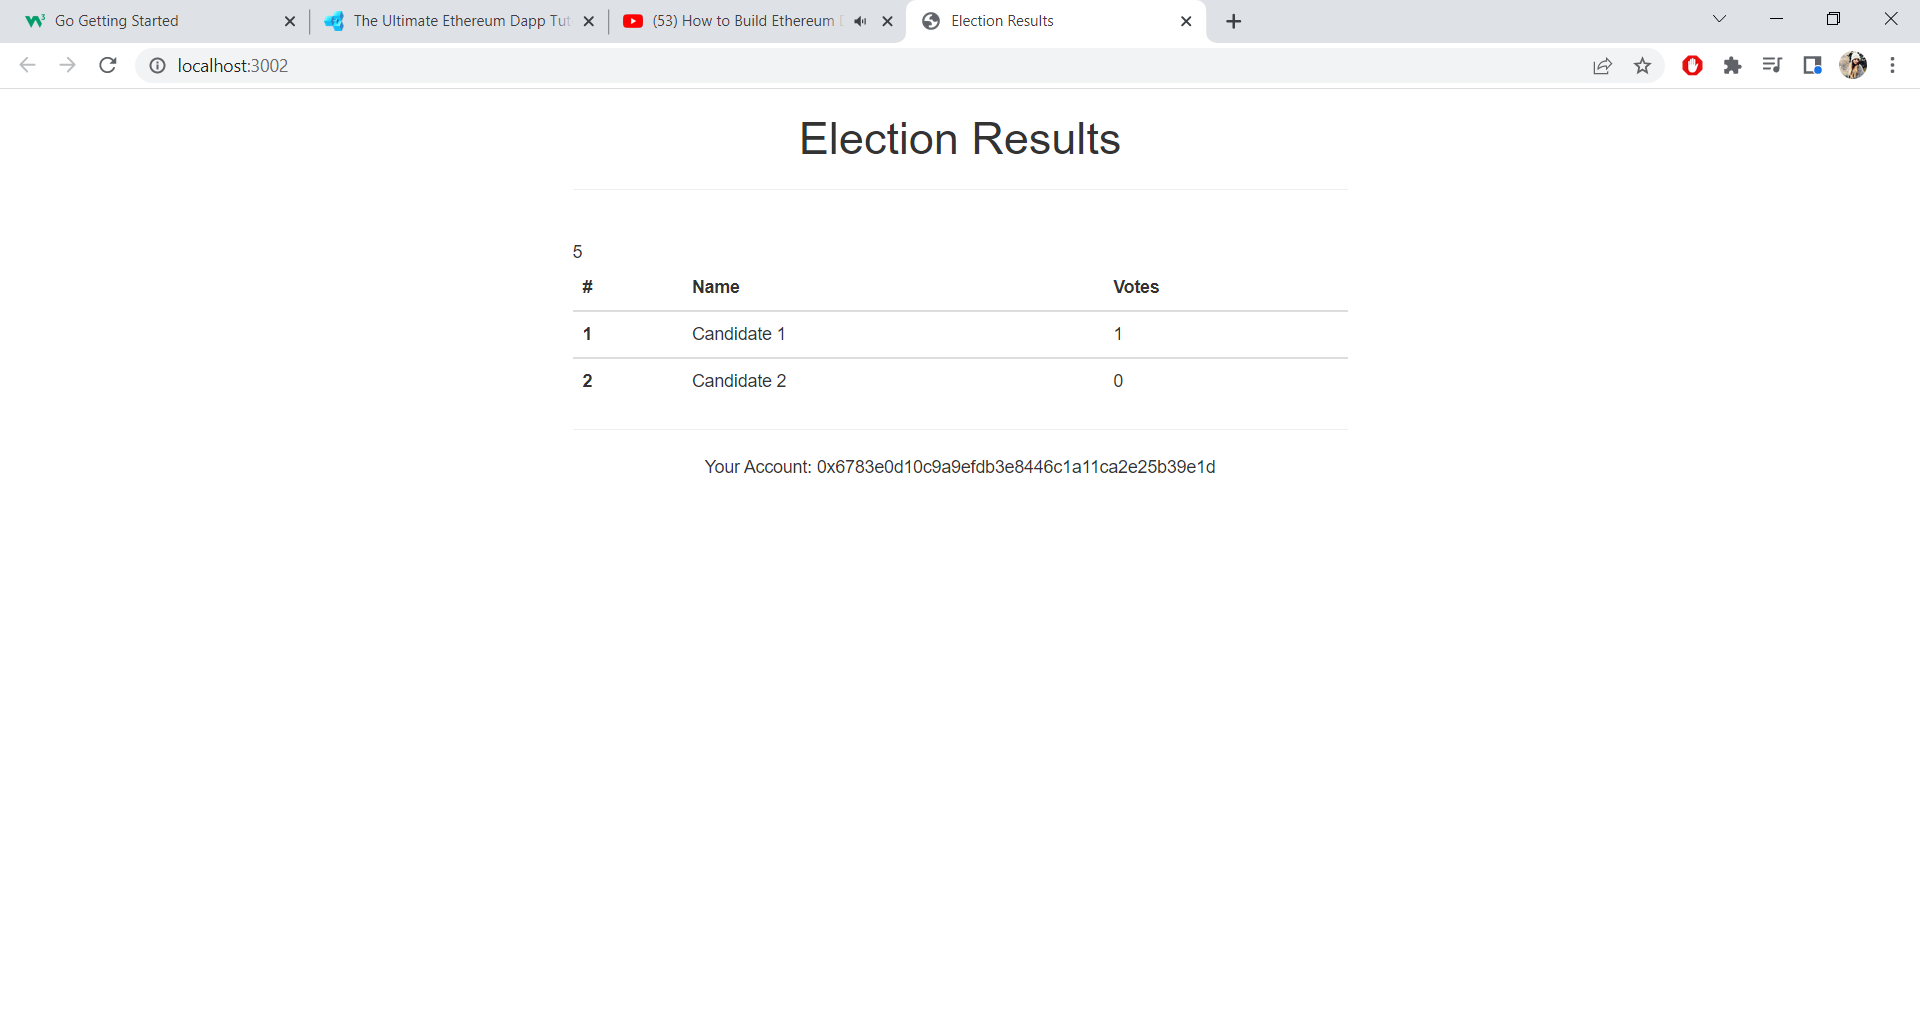 Go Getting Started
The Ultimate Ethereum Dapp Tut
(53) How to Build Ethereum
Election Results
localhost:3002
Election Results
5
# Name Votes
1 Candidate 1 1
2 Candidate 2 0
Your Account: 0x6783e0d10c9a9efdb3e8446c1a11ca2e25b39e1d